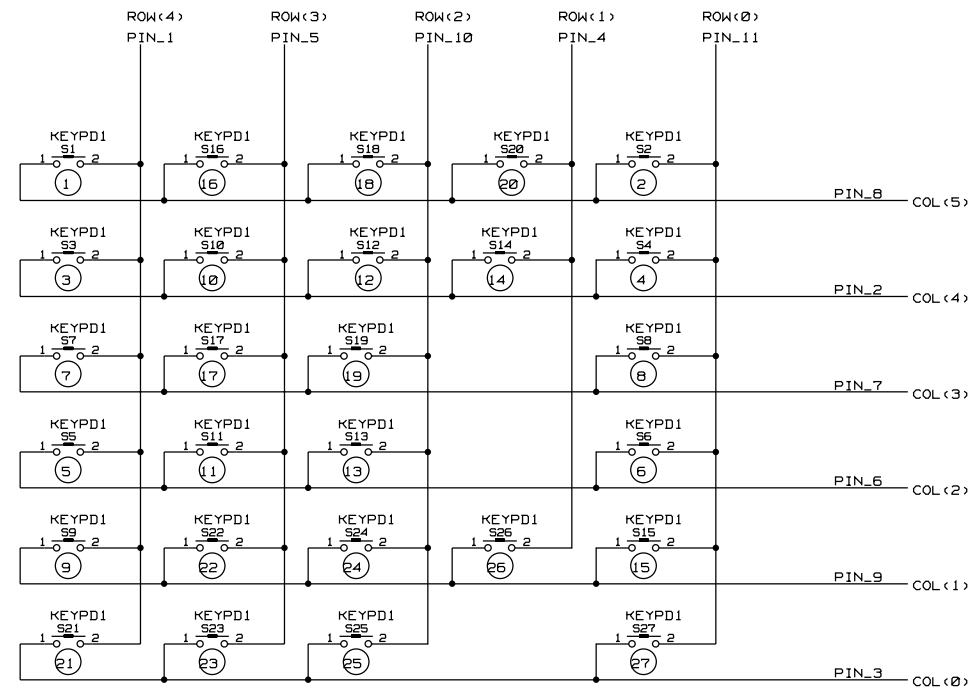 ROW(4) ROW(3) ROW(2) ROW(1) ROW(0)
PIN_1 PIN_5 PIN_10 PIN_4 PIN_11
KEYPD1 KEYPD1 KEYPD1 KEYPD1 KEYPD1
S1 S16 S18 S20 S2
1 2 1 2 1 2 1 2 1 2
1 16 18 20 2
PIN_8 COL(5)
KEYPD1 KEYPD1 KEYPD1 KEYPD1 KEYPD1
S3 S10 S12 S14 S4
1 2 1 2 1 2 1 2 1 2
3 10 12 14 4
PIN_2 COL(4)
KEYPD1 KEYPD1 KEYPD1 KEYPD1
S7 S17 S19 S8
1 2 1 2 1 2 1 2
7 17 19 8
PIN_7 COL(3)
KEYPD1 KEYPD1 KEYPD1 KEYPD1
S5 S11 S13 S6
1 2 1 2 1 2 1 2
5 11 13 6
PIN_6 COL(2)
KEYPD1 KEYPD1 KEYPD1 KEYPD1 KEYPD1
S9 S22 S24 S26 S15
1 2 1 2 1 2 1 2 1 2
9 22 24 26 15
PIN_9 COL(1)
KEYPD1 KEYPD1 KEYPD1 KEYPD1
S21 S23 S25 S27
1 2 1 2 1 2 1 2
21 23 25 27
PIN_3 COL(0)